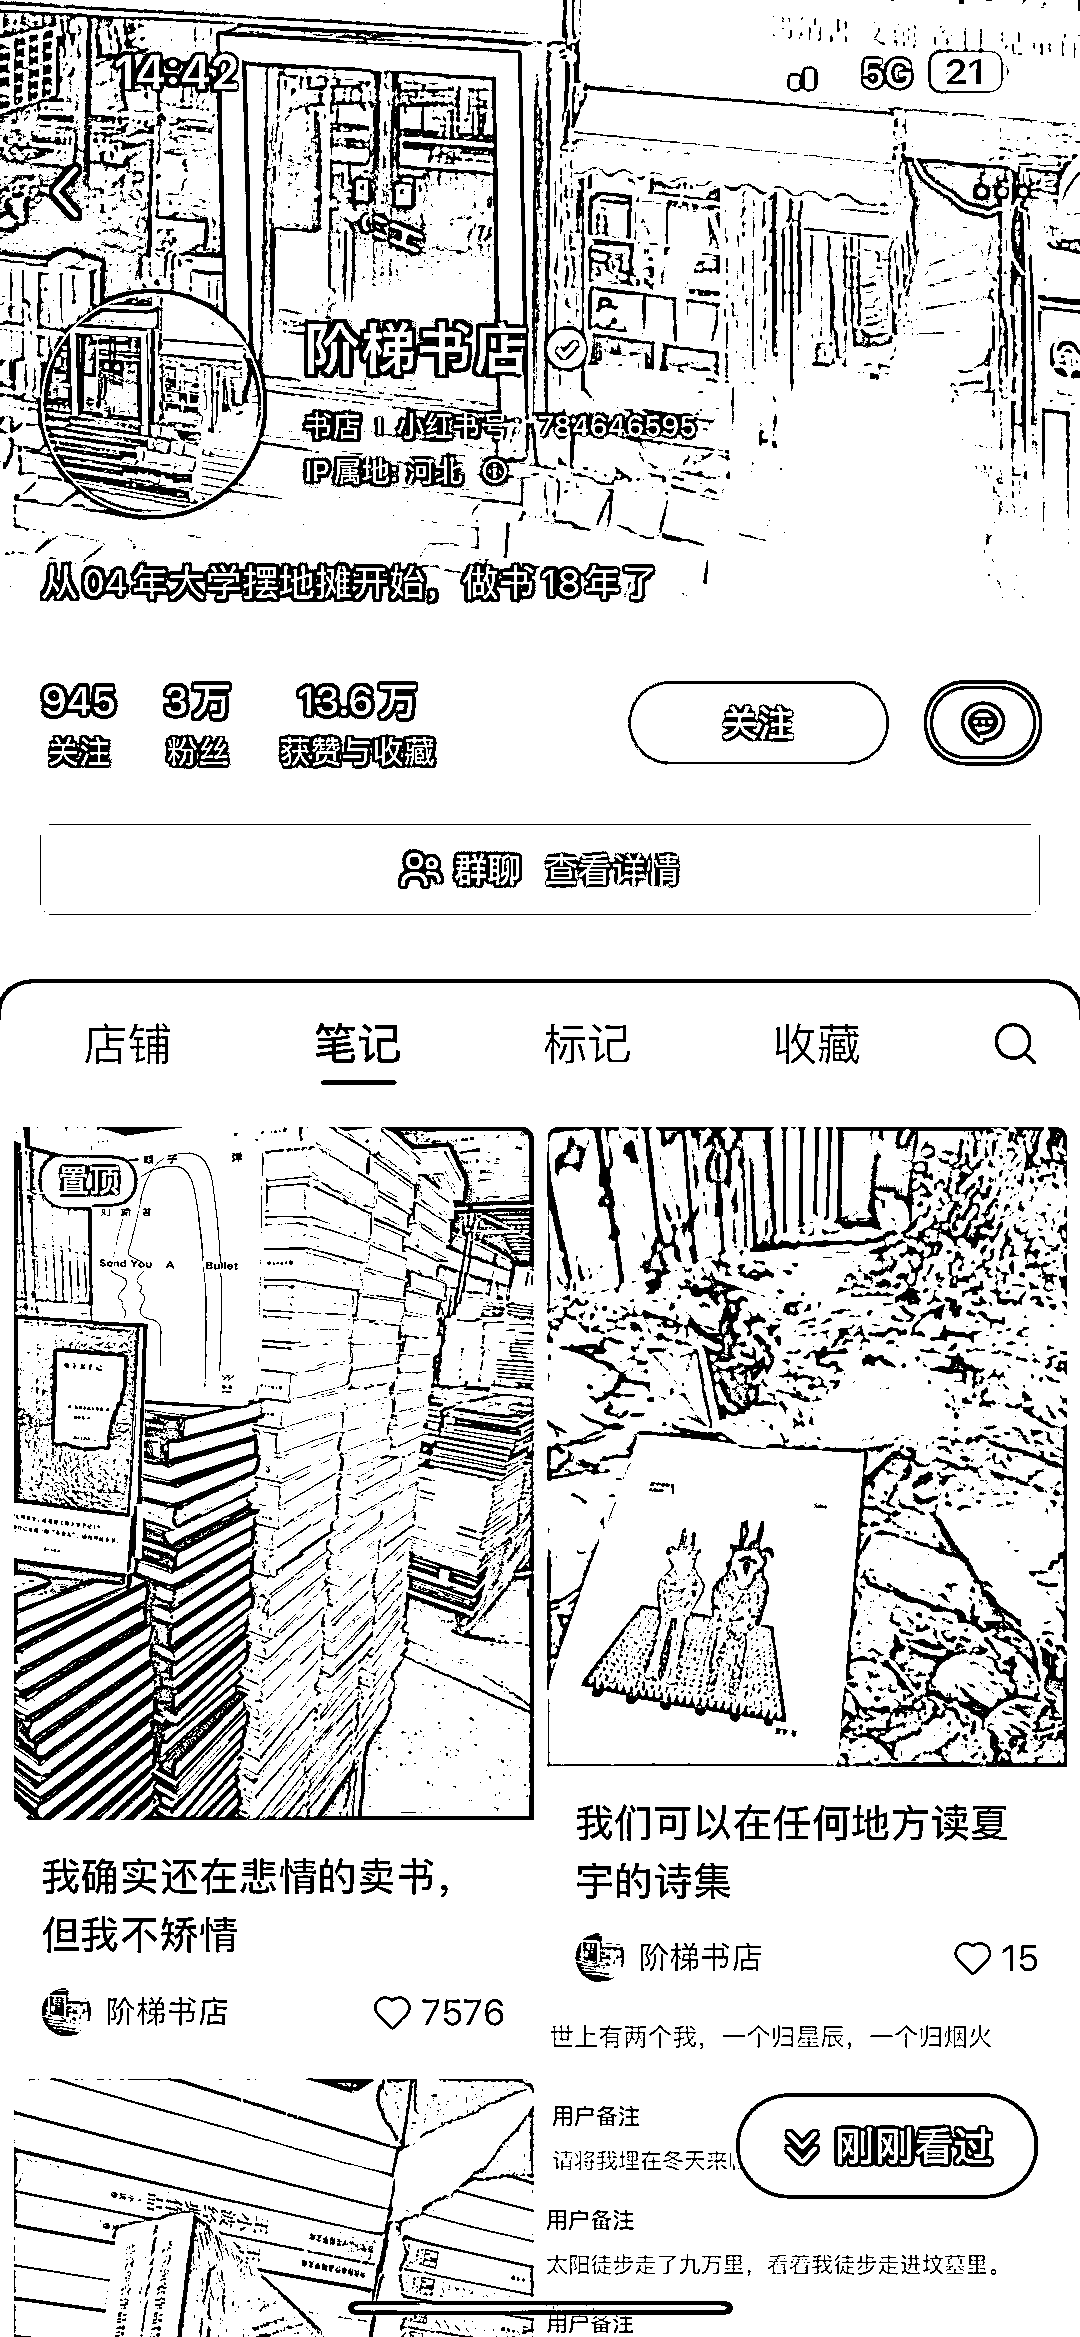 14:42
5G 21
阶梯书店
书店 | 小红书号: 784646595
IP属地: 河北
从04年大学摆地摊开始，做书18年了
945 3万 13.6万
关注 粉丝 获赞与收藏
关注
群聊 查看详情
店铺 笔记 标记 收藏
置顶
Send You A Bullet
我确实还在悲情的卖书，
但我不矫情
阶梯书店 7576
我们可以在任何地方读夏
宇的诗集
阶梯书店 15
世上有两个我，一个归星辰，一个归烟火
用户备注
请将我埋在冬天来
刚刚看过
用户备注
太阳徒步走了九万里，看着我徒步走进坟墓里。
用户备注